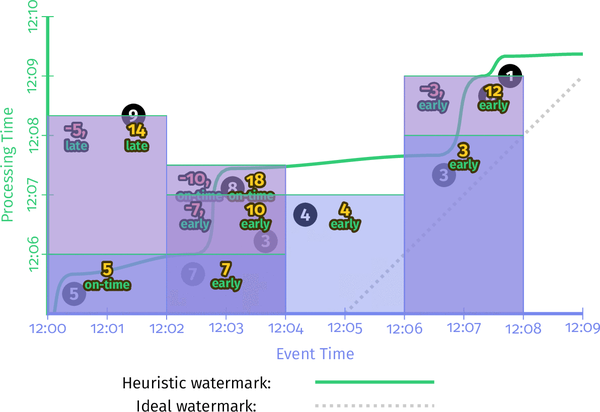 12:10
12:09
12:08
12:07
12:06
Processing Time
9
-5,
late
14
late
5
5
on-time
-10,
on-time
8
18
on-time
-7,
early
10
early
3
7
7
early
4
4
early
1
-3,
early
12
early
3
3
early
12:00 12:01 12:02 12:03 12:04 12:05 12:06 12:07 12:08 12:09
Event Time
Heuristic watermark:
Ideal watermark: